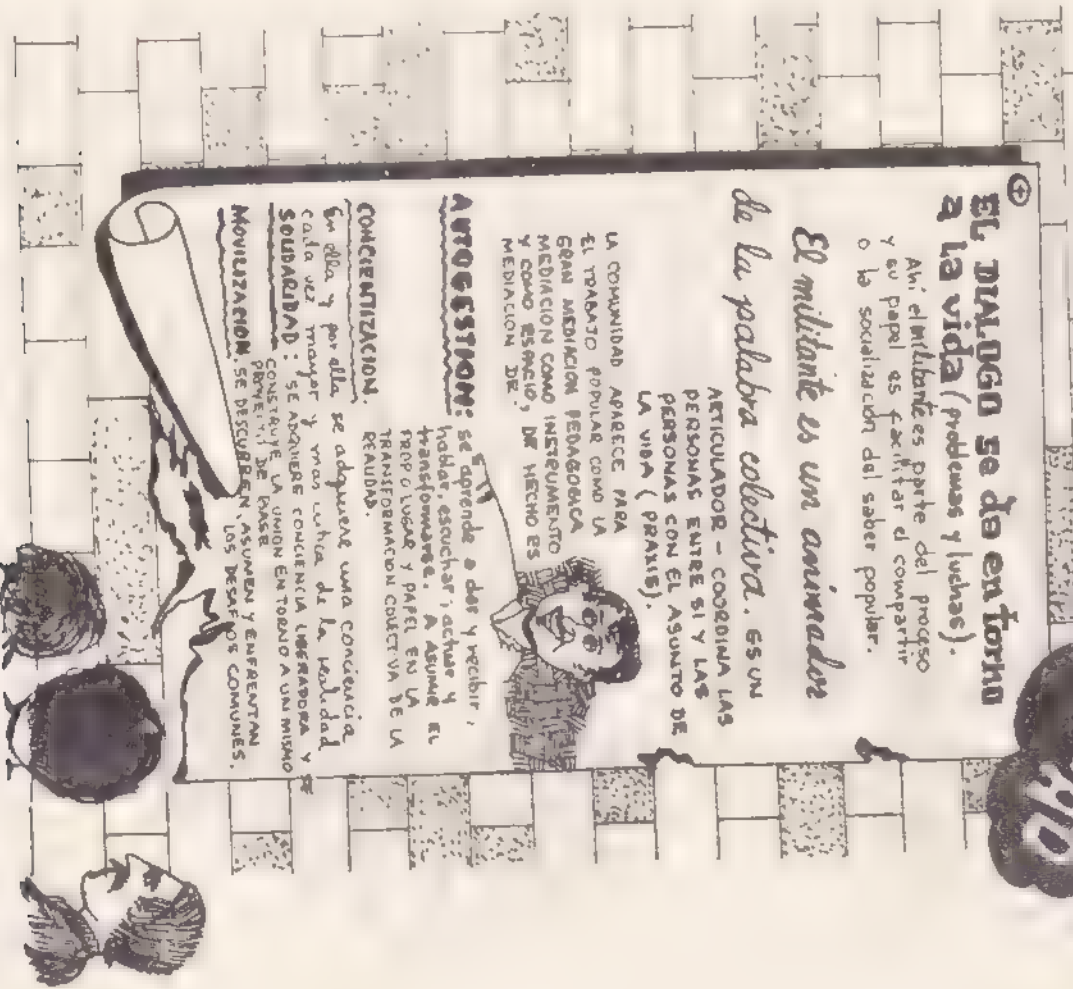 EL DIALOGO se da en torno
a la vida (problemas y luchas).
Ahí el militante es parte del proceso
y su papel es facilitar el compartir
o la socialización del saber popular.
El militante es un animador
de la palabra colectiva. ES UN
ARTICULADOR - COORDINA LAS
PERSONAS ENTRE SI Y LAS
PERSONAS CON EL ASUNTO DE
LA VIDA (PRAXIS).
LA COMUNIDAD APARECE PARA
EL TRABAJO POPULAR COMO LA
GRAN MEDIACION PEDAGOGICA
MEDIACION COMO INSTRUMENTO
Y COMO ESPACIO, DE HECHO ES
MEDIACION DE:
AUTOGESTION: se aprende a dar y recibir,
hablar, escuchar, actuar y
transformarse. A ASUMIR EL
PROPIO LUGAR Y PAPEL EN LA
TRANSFORMACION COLECTIVA DE LA
REALIDAD.
CONCIENTIZACION.
En ella y por ella se adquiere una conciencia
cada vez mayor y mas critica de la realidad
SOLIDARIDAD: SE ADQUIERE CONCIENCIA LIBERADORA Y SE
CONSTRUYE LA UNION EN TORNO A UN MISMO
PROYECTO DE BASE
MOVILIZACION. SE DESCUBREN, ASUMEN Y ENFRENTAN
LOS DESAFIOS COMUNES.